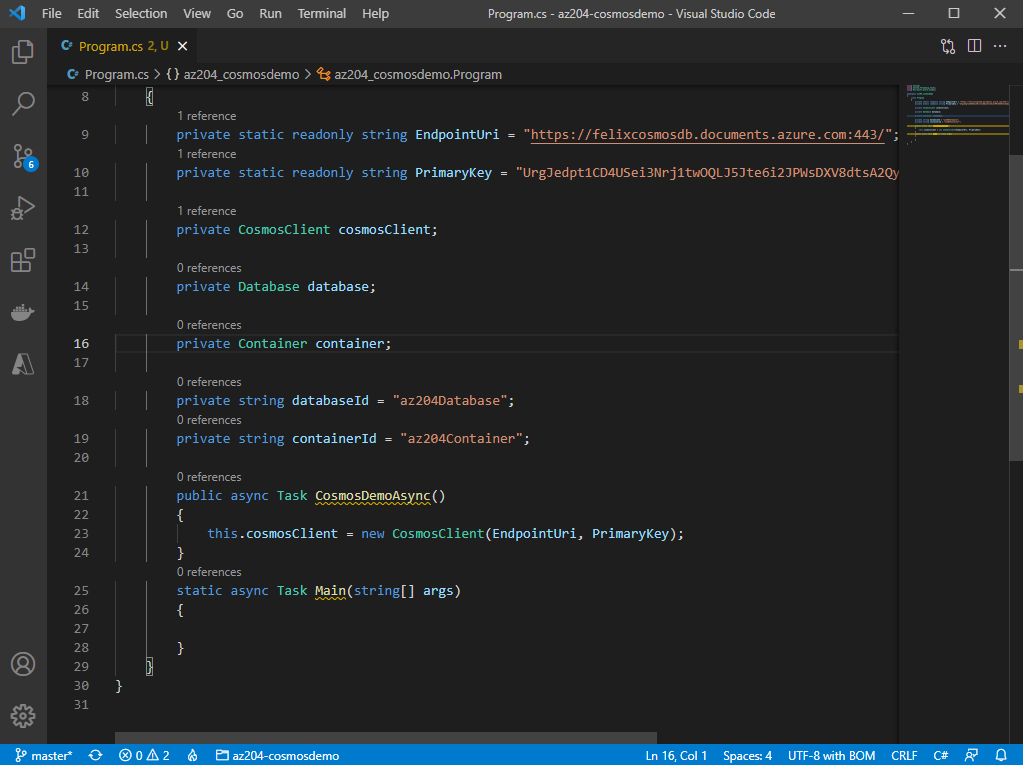 File Edit Selection View Go Run Terminal Help Program.cs - az204-cosmosdemo - Visual Studio Code
C# Program.cs 2, U
C# Program.cs > {} az204_cosmosdemo > az204_cosmosdemo.Program
8 {
1 reference
9 private static readonly string EndpointUri = "https://felixcosmosdb.documents.azure.com:443/";
1 reference
10 private static readonly string PrimaryKey = "UrgJedpt1CD4USei3Nrj1twOQLJ5Jte6i2JPWsDXV8dtsA2Qy
11
1 reference
12 private CosmosClient cosmosClient;
13
0 references
14 private Database database;
15
0 references
16 private Container container;
17
0 references
18 private string databaseId = "az204Database";
0 references
19 private string containerId = "az204Container";
20
0 references
21 public async Task CosmosDemoAsync()
22 {
23 this.cosmosClient = new CosmosClient(EndpointUri, PrimaryKey);
24 }
0 references
25 static async Task Main(string[] args)
26 {
27
28 }
29 }
30 }
31
6
master* 0 2 az204-cosmosdemo Ln 16, Col 1 Spaces: 4 UTF-8 with BOM CRLF C#